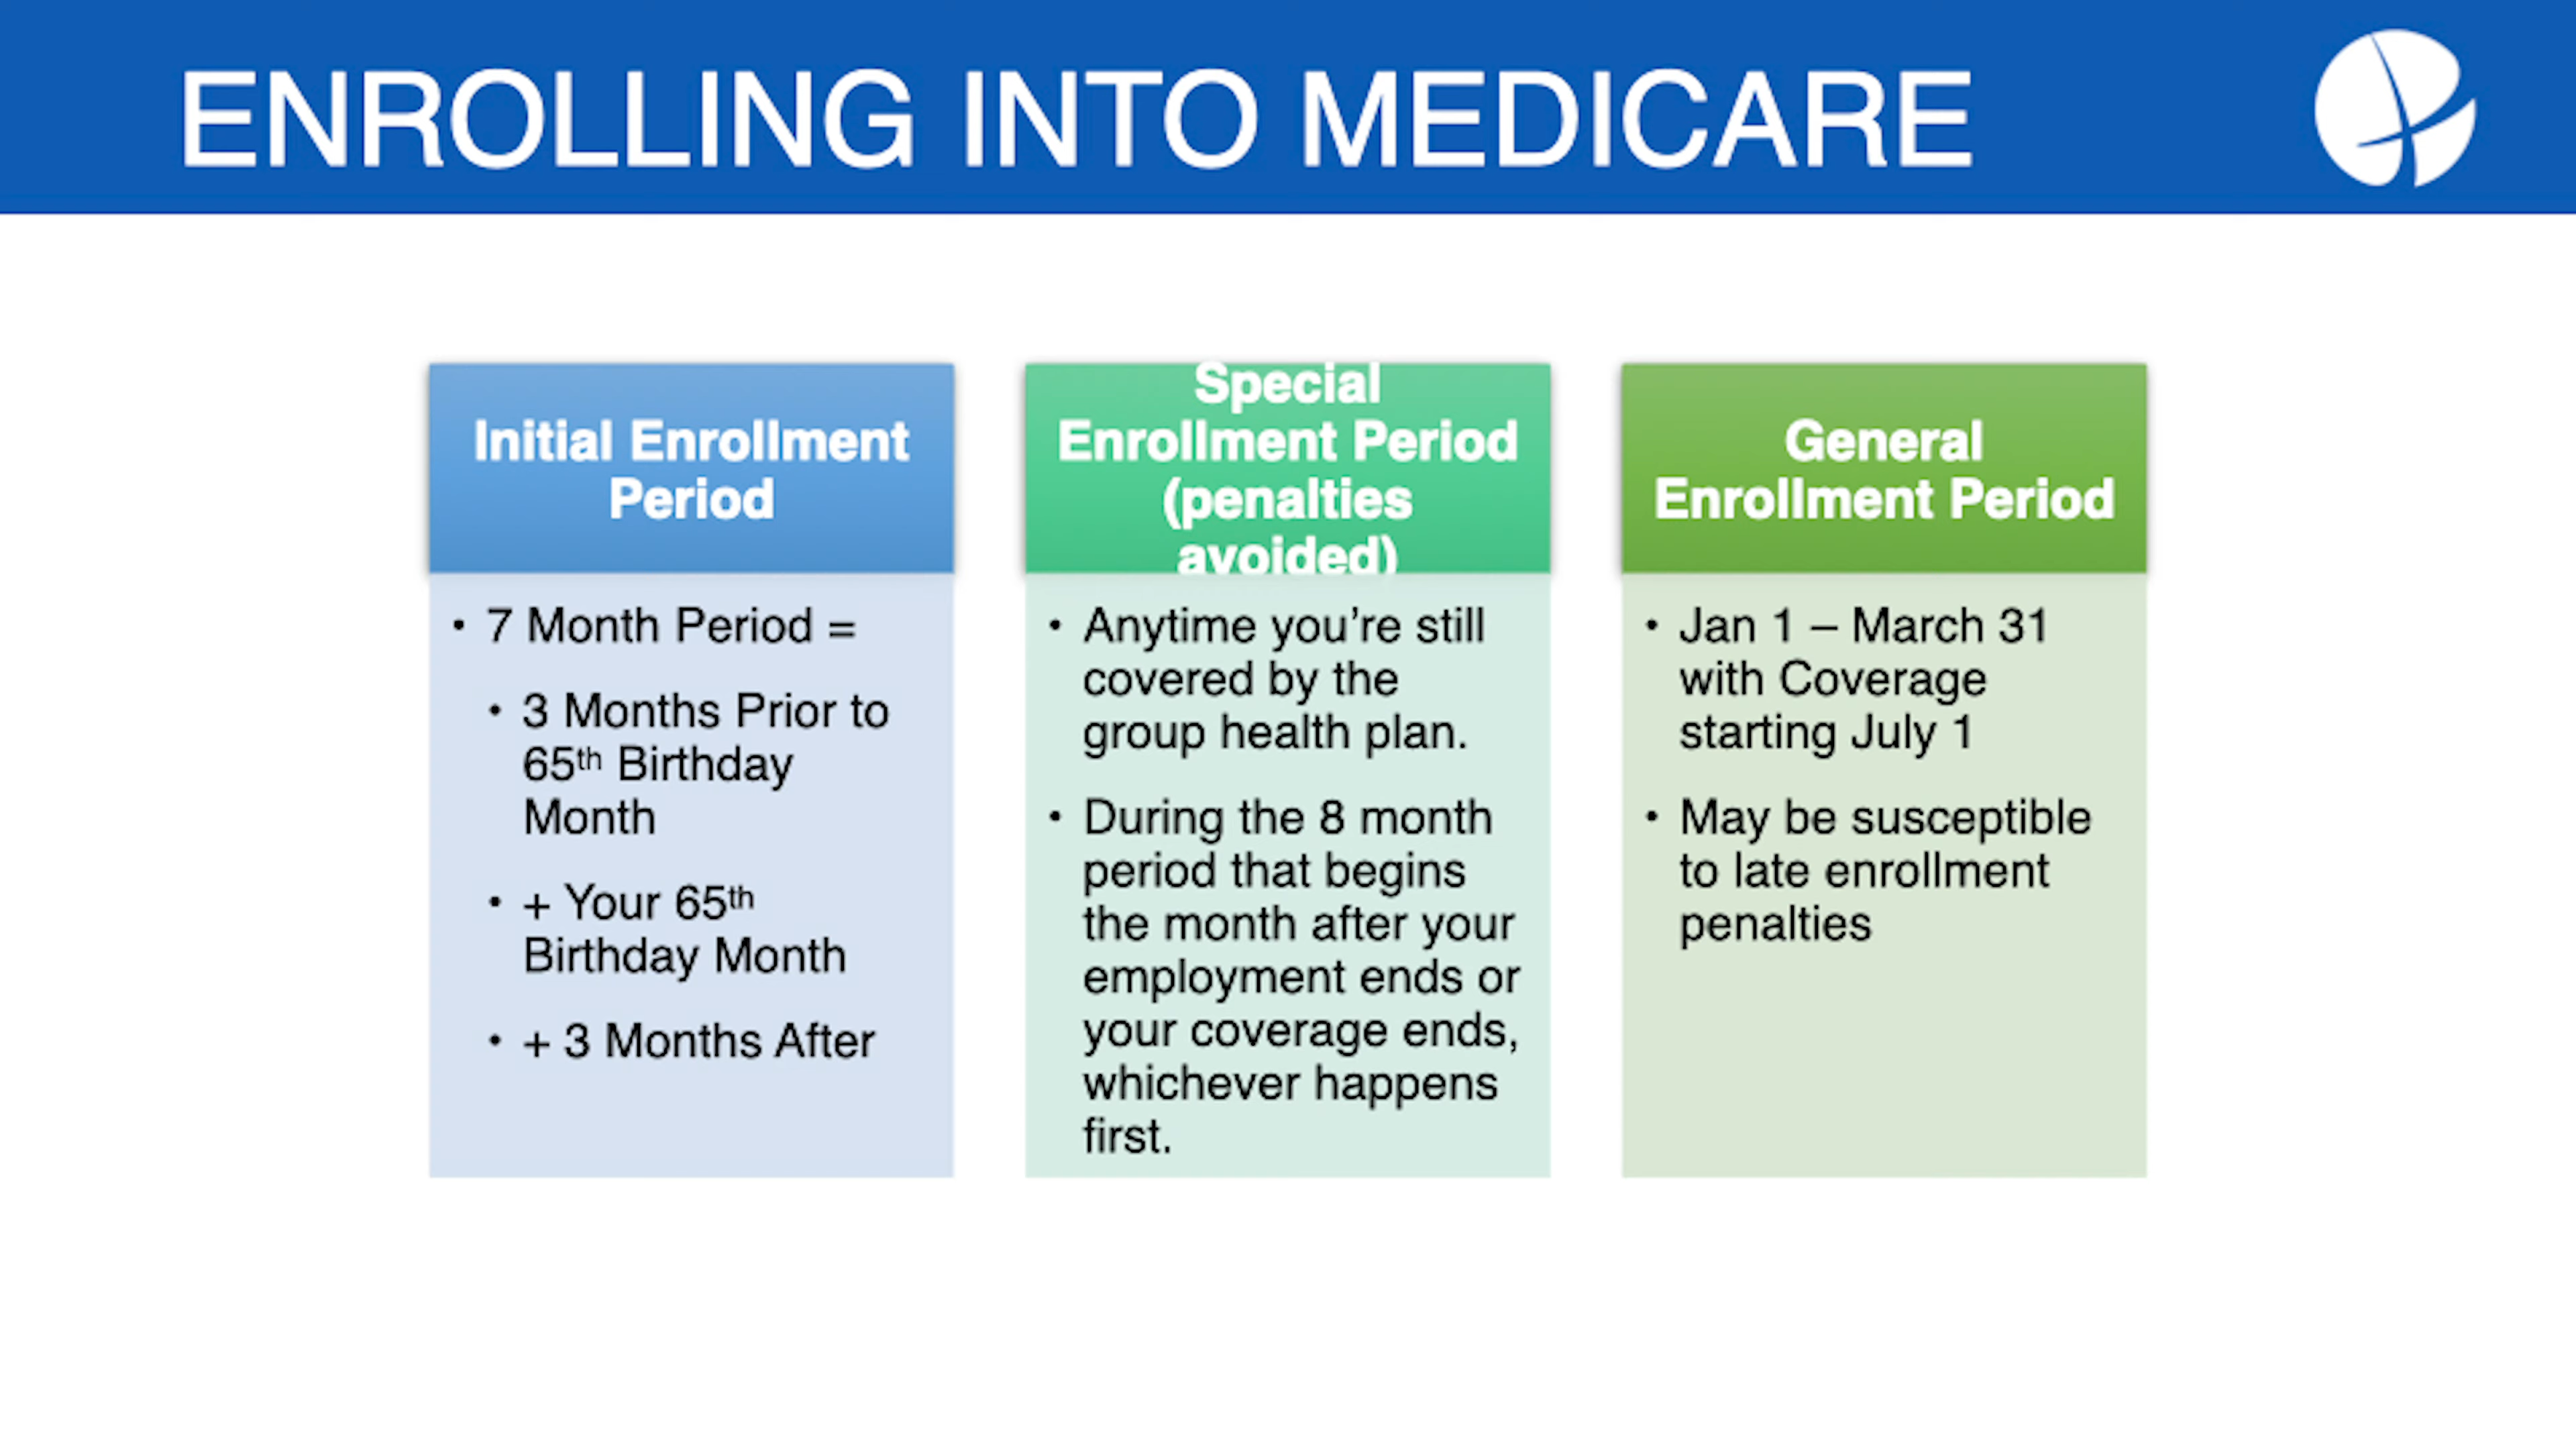 ENROLLING INTO MEDICARE
Initial Enrollment
Period
• 7 Month Period =
• 3 Months Prior to
65th Birthday
Month
• + Your 65th
Birthday Month
• + 3 Months After
Special
Enrollment Period
(penalties
avoided)
• Anytime you’re still
covered by the
group health plan.
• During the 8 month
period that begins
the month after your
employment ends or
your coverage ends,
whichever happens
first.
General
Enrollment Period
• Jan 1 – March 31
with Coverage
starting July 1
• May be susceptible
to late enrollment
penalties